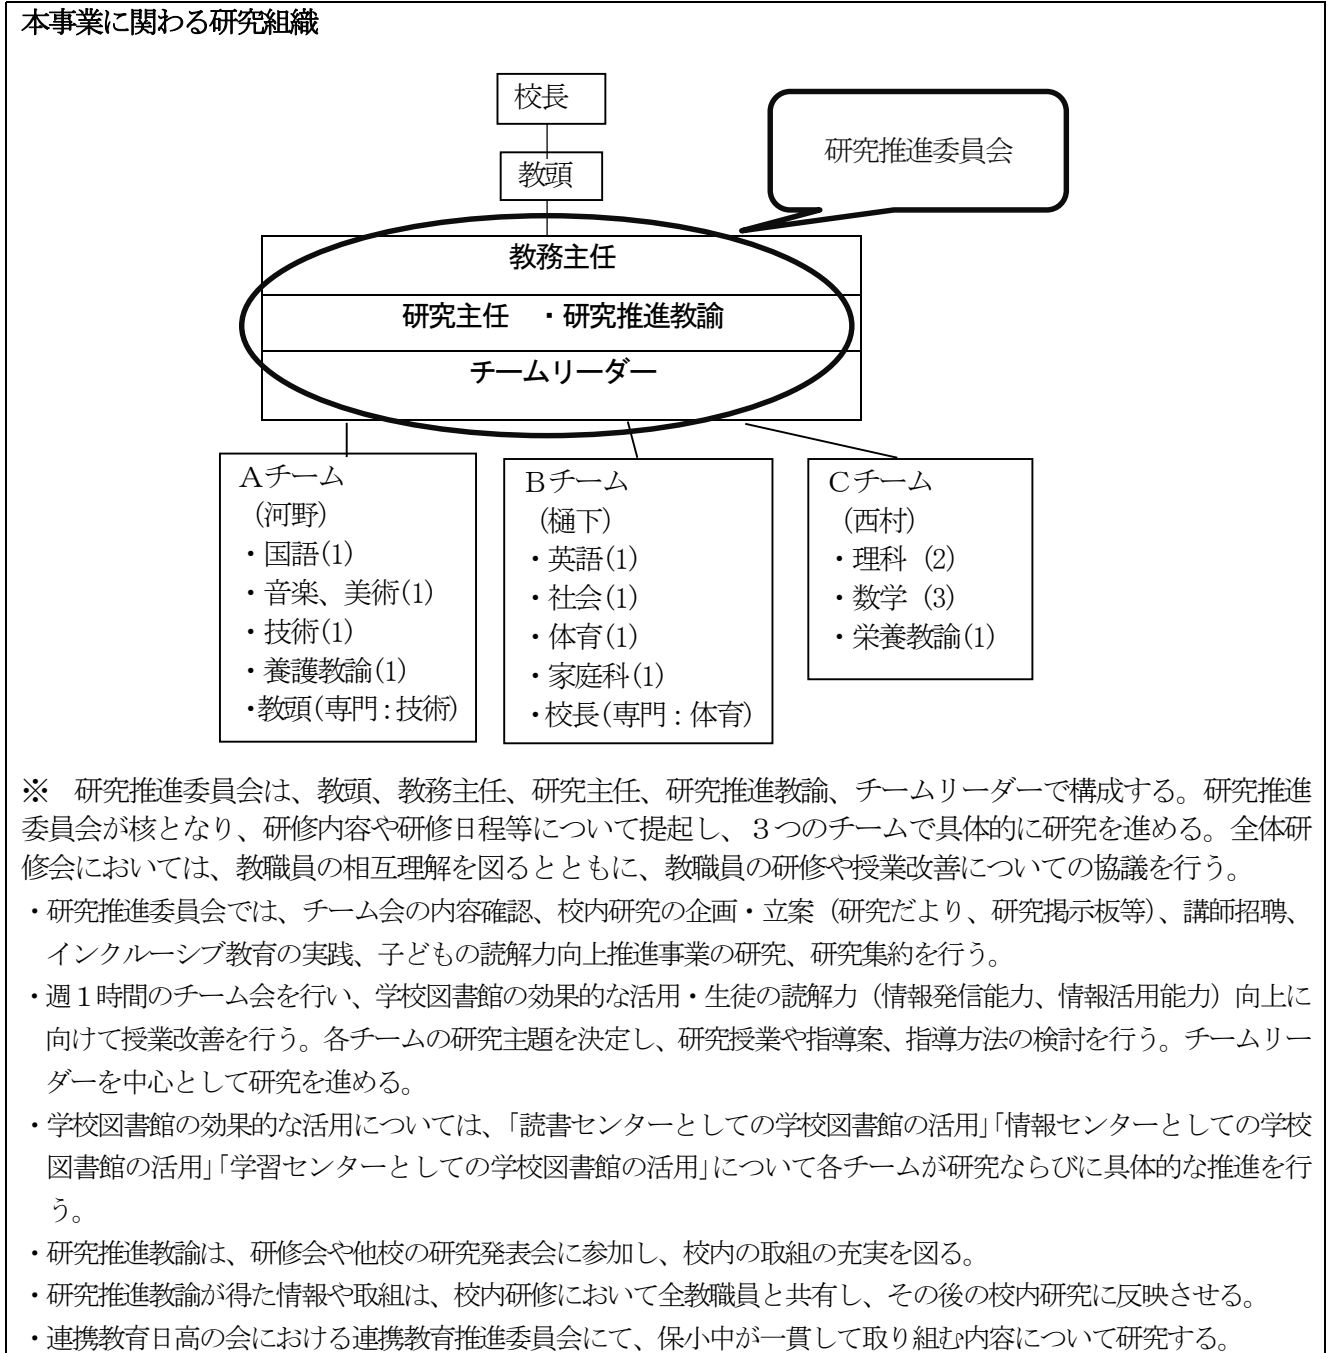 本事業に関わる研究組織
校長
研究推進委員会
教頭
教務主任
研究主任　・研究推進教諭
チームリーダー
Ａチーム
（河野）
・国語(1)
・音楽、美術(1)
・技術(1)
・養護教諭(1)
・教頭(専門:技術)
Ｂチーム
（樋下）
・英語(1)
・社会(1)
・体育(1)
・家庭科(1)
・校長(専門：体育)
Ｃチーム
（西村）
・理科（2）
・数学（3）
・栄養教諭(1)
※　研究推進委員会は、教頭、教務主任、研究主任、研究推進教諭、チームリーダーで構成する。研究推進
委員会が核となり、研修内容や研修日程等について提起し、３つのチームで具体的に研究を進める。全体研
修会においては、教職員の相互理解を図るとともに、教職員の研修や授業改善についての協議を行う。
・研究推進委員会では、チーム会の内容確認、校内研究の企画・立案（研究だより、研究掲示板等）、講師招聘、
インクルーシブ教育の実践、子どもの読解力向上推進事業の研究、研究集約を行う。
・週１時間のチーム会を行い、学校図書館の効果的な活用・生徒の読解力（情報発信能力、情報活用能力）向上に
向けて授業改善を行う。各チームの研究主題を決定し、研究授業や指導案、指導方法の検討を行う。チームリー
ダーを中心として研究を進める。
・学校図書館の効果的な活用については、「読書センターとしての学校図書館の活用」「情報センターとしての学校
図書館の活用」「学習センターとしての学校図書館の活用」について各チームが研究ならびに具体的な推進を行
う。
・研究推進教諭は、研修会や他校の研究発表会に参加し、校内の取組の充実を図る。
・研究推進教諭が得た情報や取組は、校内研修において全教職員と共有し、その後の校内研究に反映させる。
・連携教育日高の会における連携教育推進委員会にて、保小中が一貫して取り組む内容について研究する。